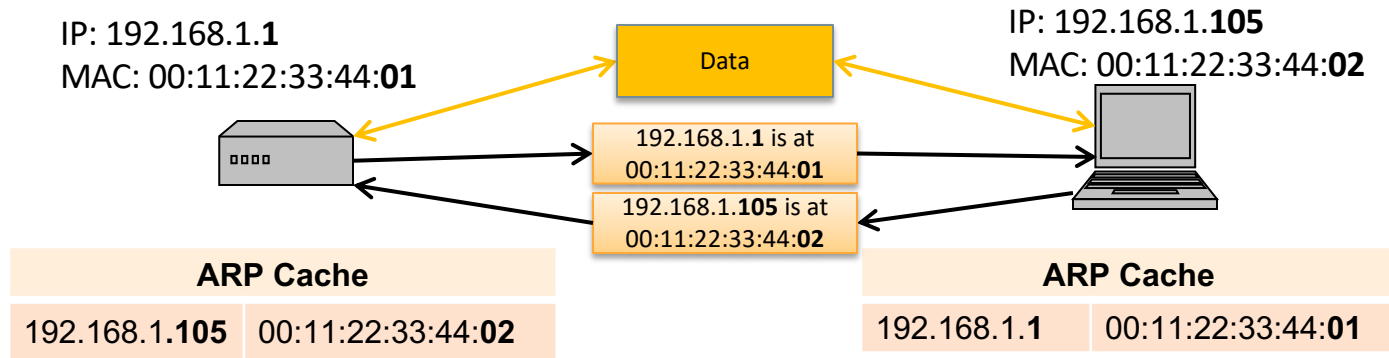 IP: 192.168.1.1
MAC: 00:11:22:33:44:01
Data
IP: 192.168.1.105
MAC: 00:11:22:33:44:02
192.168.1.1 is at
00:11:22:33:44:01
192.168.1.105 is at
00:11:22:33:44:02
ARP Cache
192.168.1.105 00:11:22:33:44:02
ARP Cache
192.168.1.1 00:11:22:33:44:01